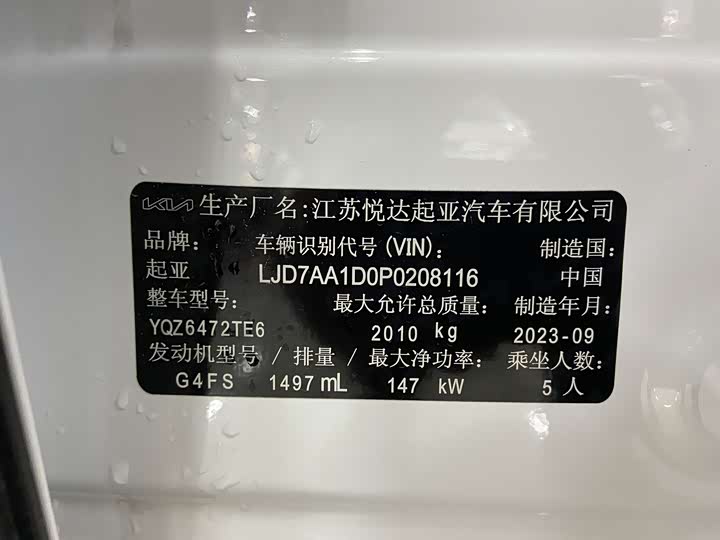 KIA 生产厂名:江苏悦达起亚汽车有限公司
品牌: 车辆识别代号(VIN): 制造国:
起亚 LJD7AA1D0P0208116 中国
整车型号: 最大允许总质量: 制造年月:
YQZ6472TE6 2010 kg 2023-09
发动机型号 / 排量 / 最大净功率: 乘坐人数:
G4FS 1497 mL 147 kW 5 人